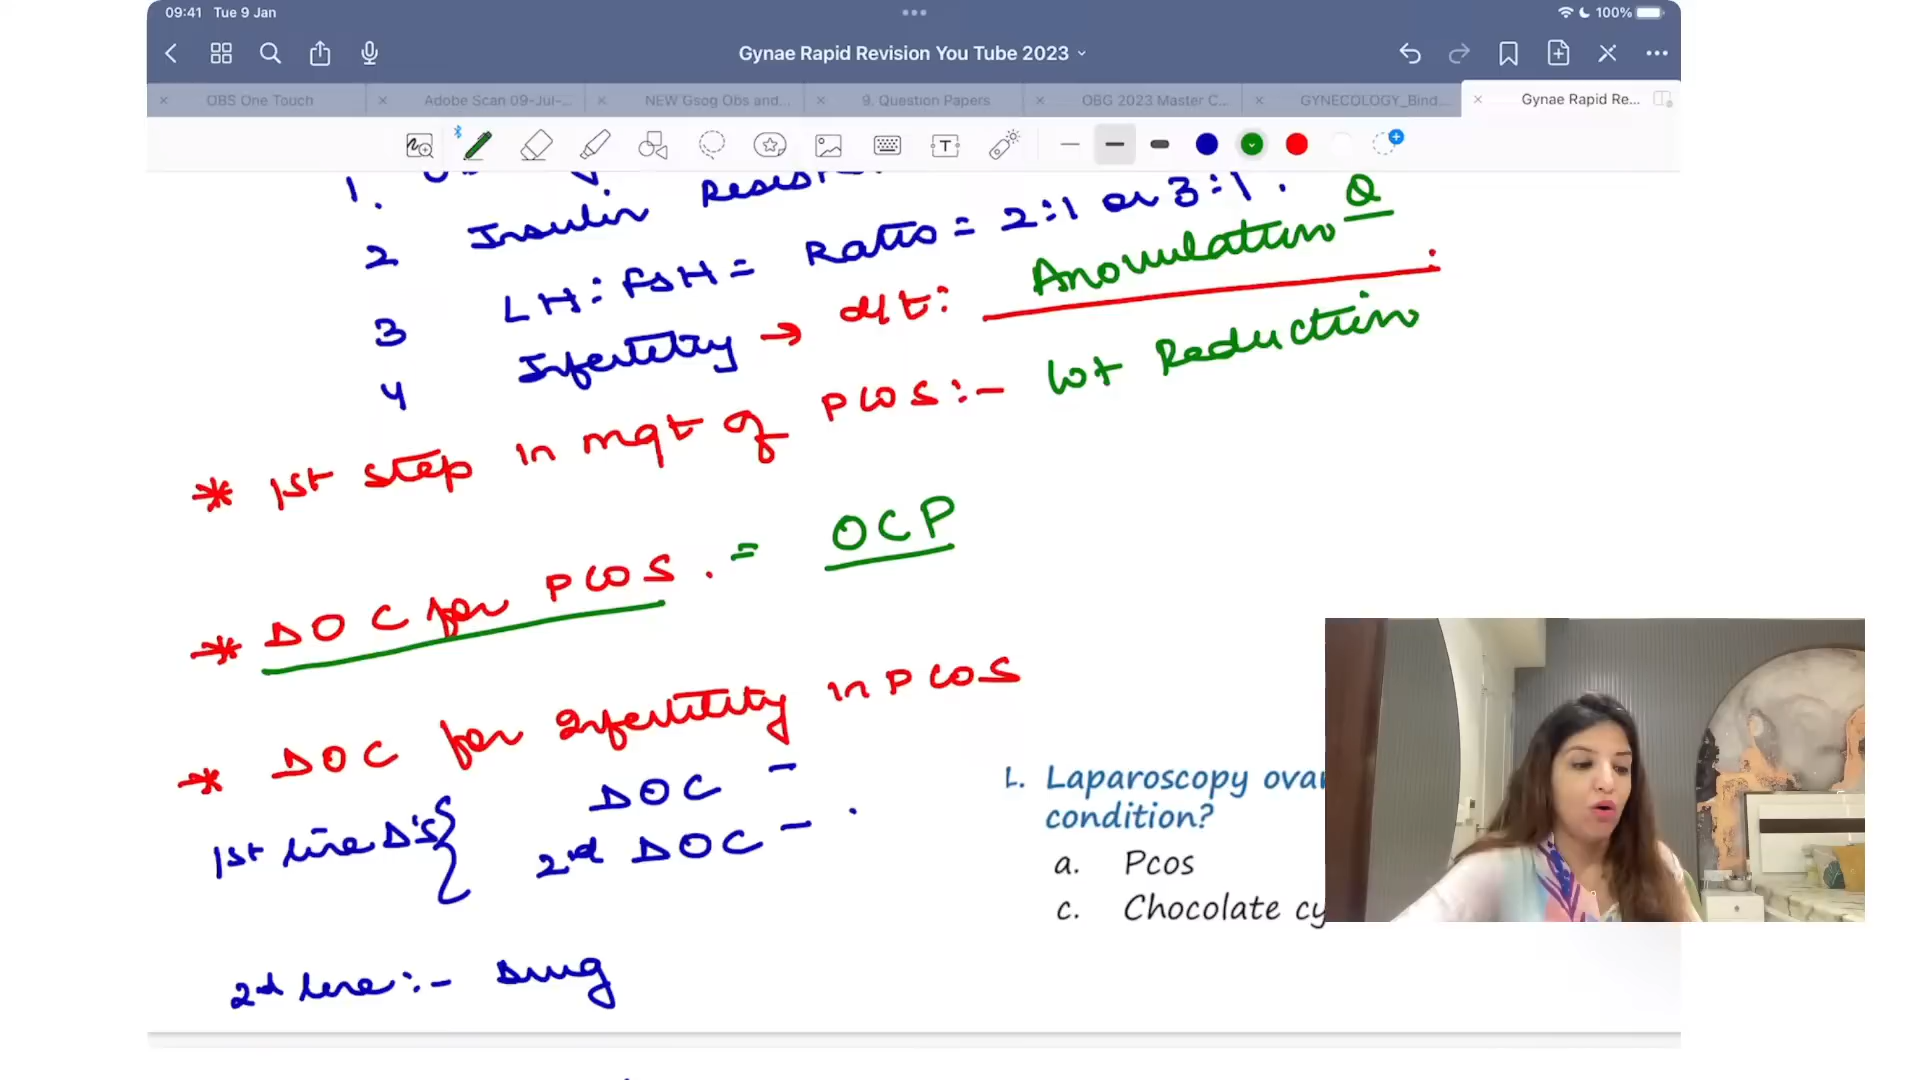 09:41 Tue 9 Jan
100%
Gynae Rapid Revision You Tube 2023
OBS One Touch
Adobe Scan 09-Jul-...
NEW Gsog Obs and...
9. Question Papers
OBG 2023 Master C...
GYNECOLOGY_Bind...
Gynae Rapid Re...
1.
2 Insulin Resist
3 LH:FSH = Ratio = 2:1 or 3:1.
4 Infertility → d/t: Anovulation Q
* 1st step in mgt of PCOS:- Wt Reduction
* DOC for PCOS. = OCP
* DOC for Infertility in PCOS
1st line D's { DOC -
2nd DOC - .
2nd line:- Drug
L. Laparoscopy ovar
condition?
a. Pcos
c. Chocolate cy